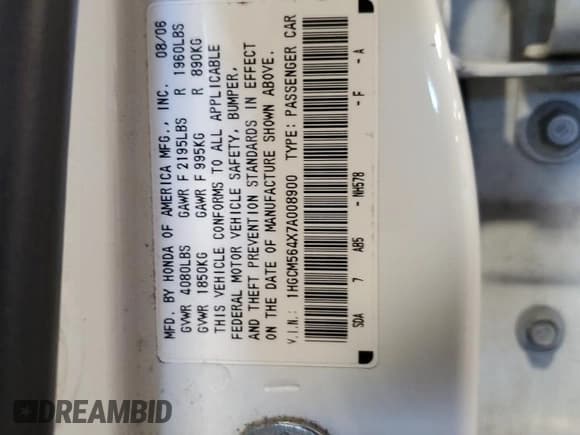 MFD. BY HONDA OF AMERICA MFG., INC. 08/06
GVWR 4080LBS GAWR F 2195LBS R 1960LBS
GVWR 1850KG GAWR F 995KG R 890KG
THIS VEHICLE CONFORMS TO ALL APPLICABLE
FEDERAL MOTOR VEHICLE SAFETY, BUMPER,
AND THEFT PREVENTION STANDARDS IN EFFECT
ON THE DATE OF MANUFACTURE SHOWN ABOVE.
V.I.N.: 1HGCM564X7A008900 TYPE: PASSENGER CAR
SDA 7 AB5 - NH578 - F - A
DREAMBID